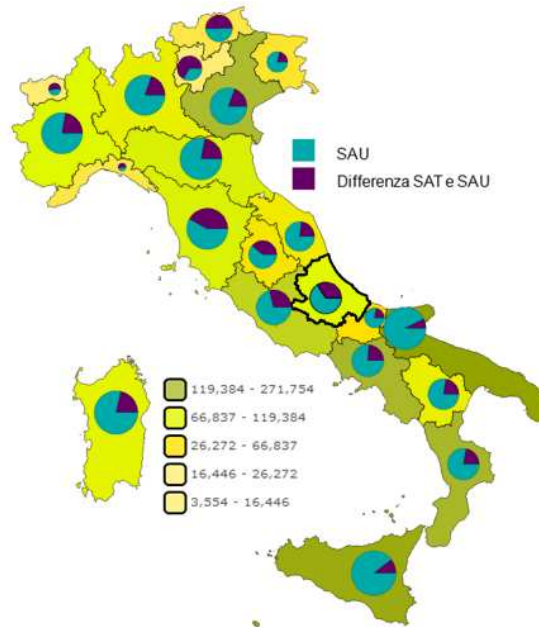 SAU
Differenza SAT e SAU
119,384 - 271,754
66,837 - 119,384
26,272 - 66,837
16,446 - 26,272
3,554 - 16,446